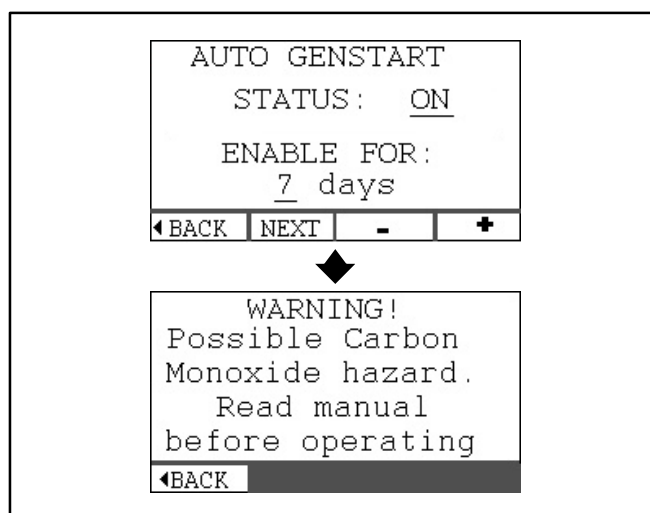 AUTO GENSTART
STATUS: ON
ENABLE FOR:
7 days
◀BACK NEXT - +
WARNING!
Possible Carbon
Monoxide hazard.
Read manual
before operating
◀BACK